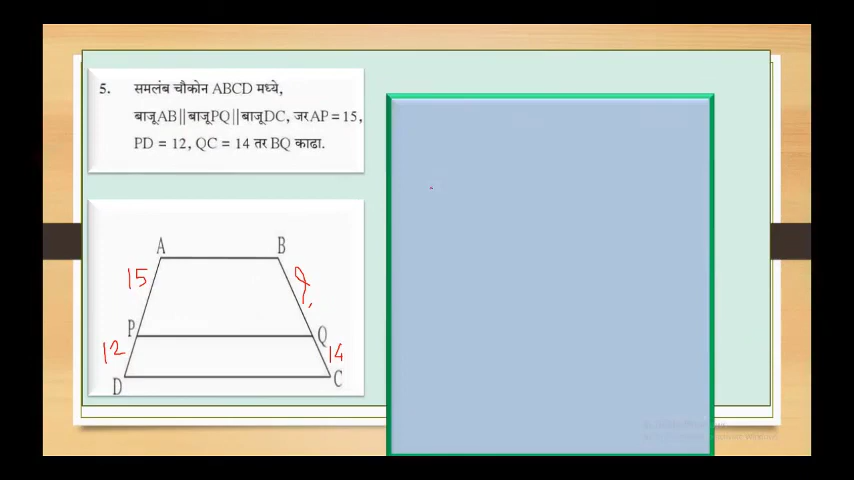 5. समलंब चौकोन ABCD मध्ये,
बाजूAB||बाजूPQ||बाजूDC, जर AP = 15,
PD = 12, QC = 14 तर BQ काढा.
A B
15 ?
P Q
12 14
D C